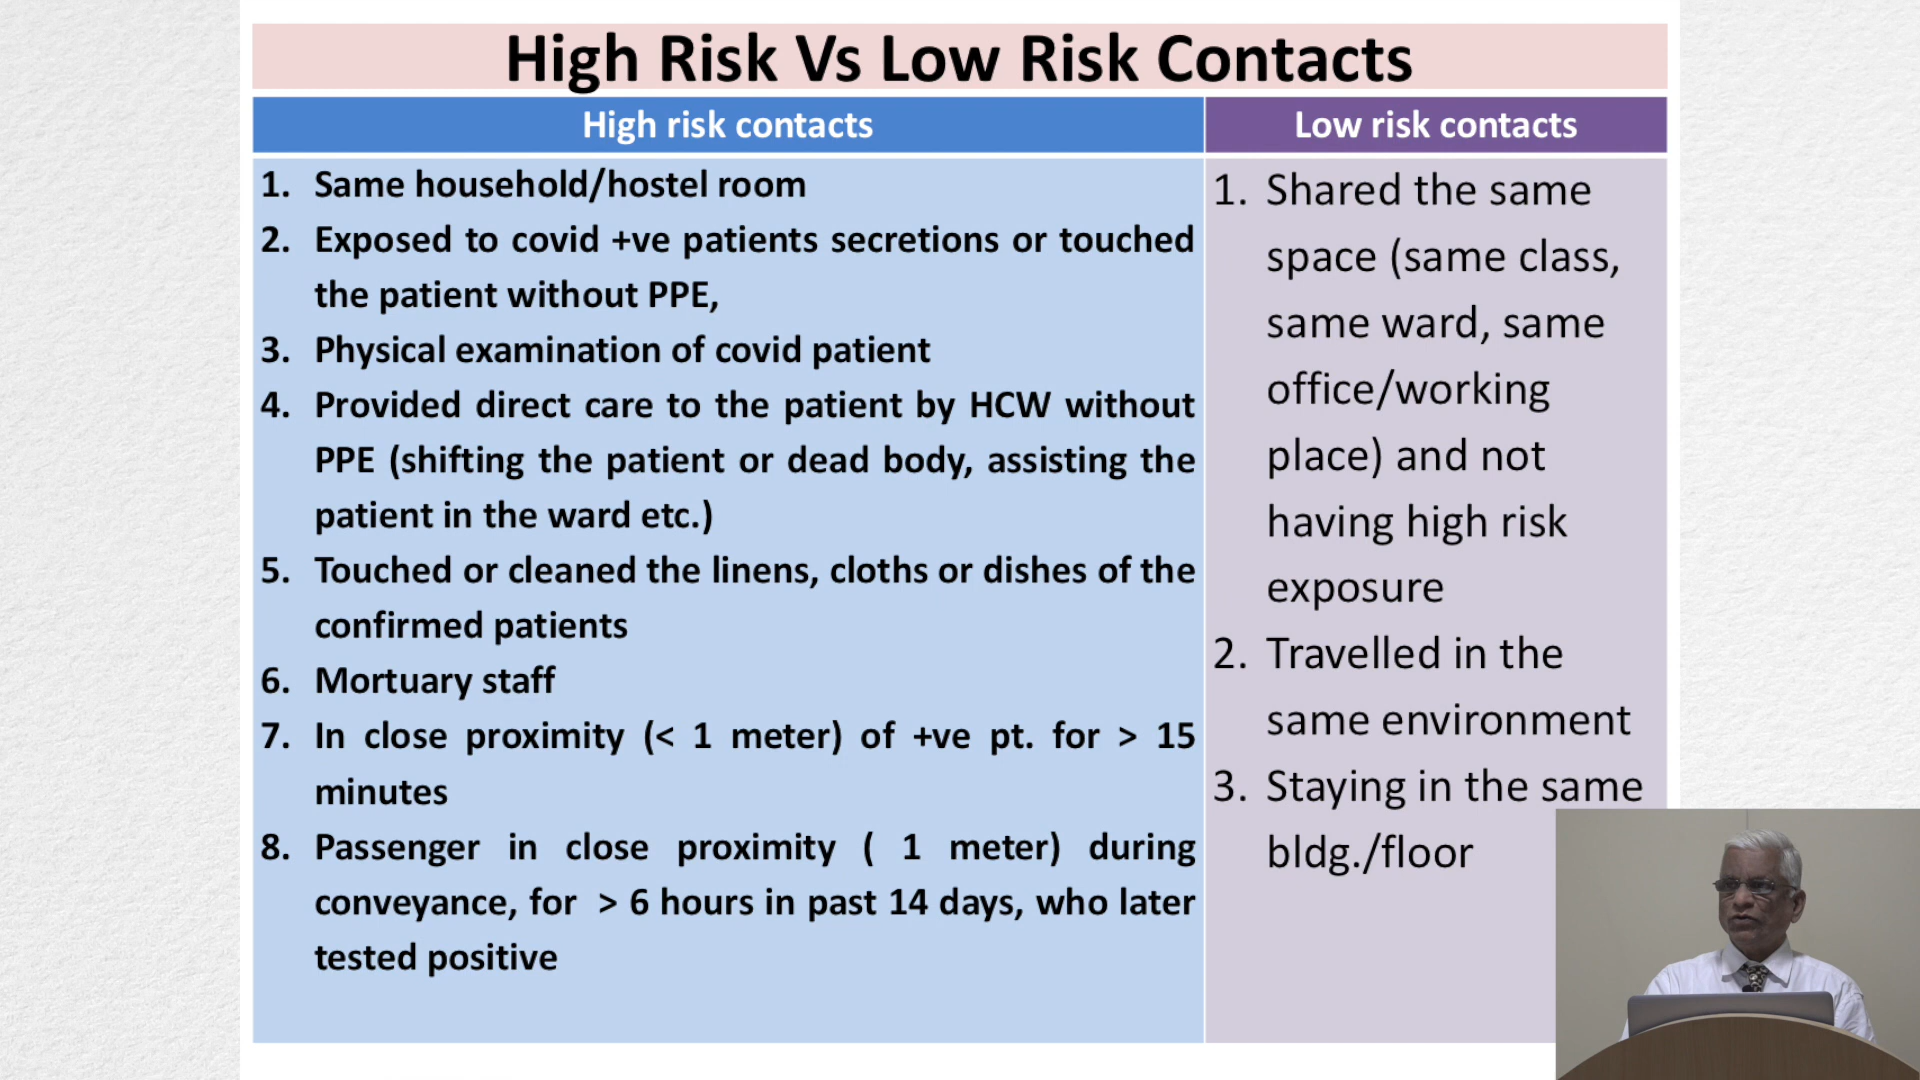 High Risk Vs Low Risk Contacts
High risk contacts
1. Same household/hostel room
2. Exposed to covid +ve patients secretions or touched
the patient without PPE,
3. Physical examination of covid patient
4. Provided direct care to the patient by HCW without
PPE (shifting the patient or dead body, assisting the
patient in the ward etc.)
5. Touched or cleaned the linens, cloths or dishes of the
confirmed patients
6. Mortuary staff
7. In close proximity (< 1 meter) of +ve pt. for > 15
minutes
8. Passenger in close proximity ( 1 meter) during
conveyance, for > 6 hours in past 14 days, who later
tested positive
Low risk contacts
1. Shared the same
space (same class,
same ward, same
office/working
place) and not
having high risk
exposure
2. Travelled in the
same environment
3. Staying in the same
bldg./floor